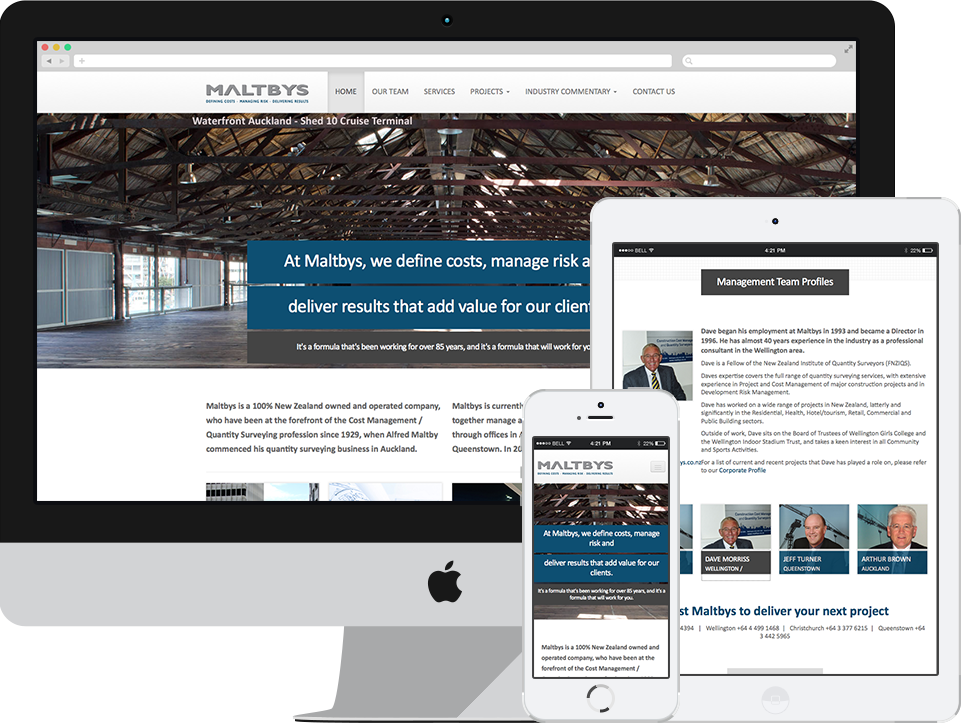 MALTBYS
DEFINING COSTS - MANAGING RISK - DELIVERING RESULTS
HOME
OUR TEAM
SERVICES
PROJECTS
INDUSTRY COMMENTARY
CONTACT US
Waterfront Auckland - Shed 10 Cruise Terminal
At Maltbys, we define costs, manage risk a
deliver results that add value for our client
It's a formula that's been working for over 85 years, and it's a formula that will work for you
Maltbys is a 100% New Zealand owned and operated company,
who have been at the forefront of the Cost Management /
Quantity Surveying profession since 1929, when Alfred Maltby
commenced his quantity surveying business in Auckland.
Maltbys is current
together manage a
through offices in
Queenstown. In 20
BELL
4:21 PM
22%
Management Team Profiles
Dave began his employment at Maltbys in 1993 and became a Director in
1996. He has almost 40 years experience in the industry as a professional
consultant in the Wellington area.
Dave is a Fellow of the New Zealand Institute of Quantity Surveyors (FNZIQS).
Daves expertise covers the full range of quantity surveying services, with extensive
experience in Project and Cost Management of major construction projects and in
Development Risk Management.
Dave has worked on a wide range of projects in New Zealand, latterly and
significantly in the Residential, Health, Hotel/tourism, Retail, Commercial and
Public Building sectors.
Outside of work, Dave sits on the Board of Trustees of Wellington Girls College and
the Wellington Indoor Stadium Trust, and takes a keen interest in all Community
and Sports Activities.
ys.co.nz
For a list of current and recent projects that Dave has played a role on, please refer
to our Corporate Profile
DAVE MORRISS
WELLINGTON /
JEFF TURNER
QUEENSTOWN
ARTHUR BROWN
AUCKLAND
st Maltbys to deliver your next project
4394 | Wellington +64 4 499 1468 | Christchurch +64 3 377 6215 | Queenstown +64
3 442 5965
BELL
4:21 PM
22%
MALTBYS
DEFINING COSTS - MANAGING RISK - DELIVERING RESULTS
At Maltbys, we define costs, manage
risk and
deliver results that add value for our
clients.
It's a formula that's been working for over 85 years, and it's a
formula that will work for you.
Maltbys is a 100% New Zealand owned and
operated company, who have been at the
forefront of the Cost Management /